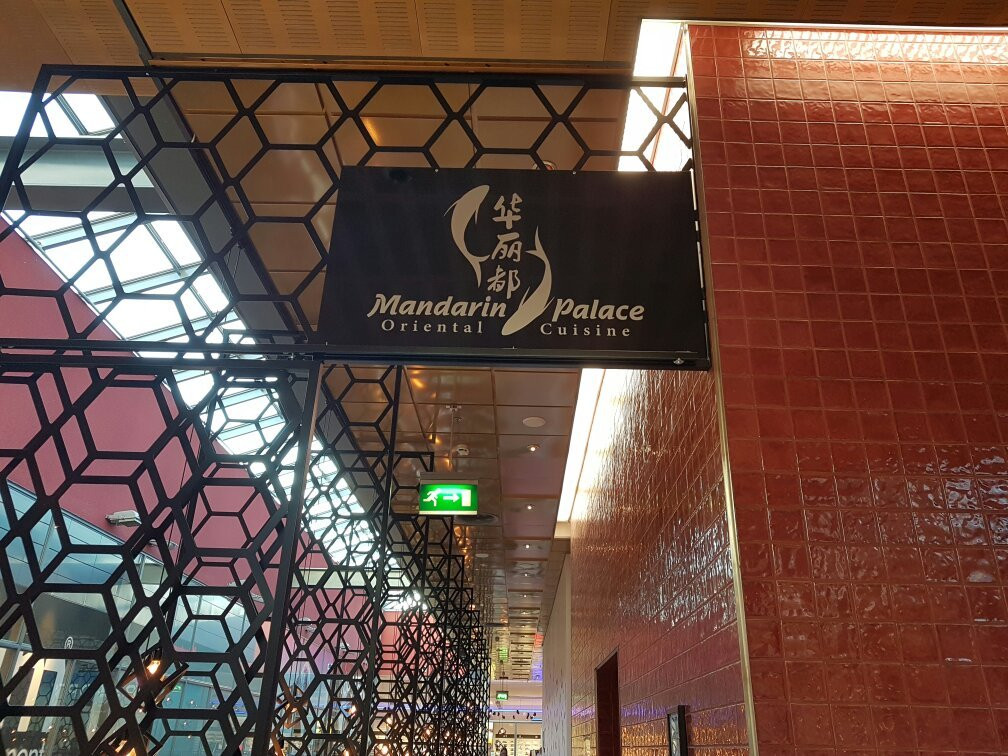 华丽都
Mandarin Palace
Oriental Cuisine